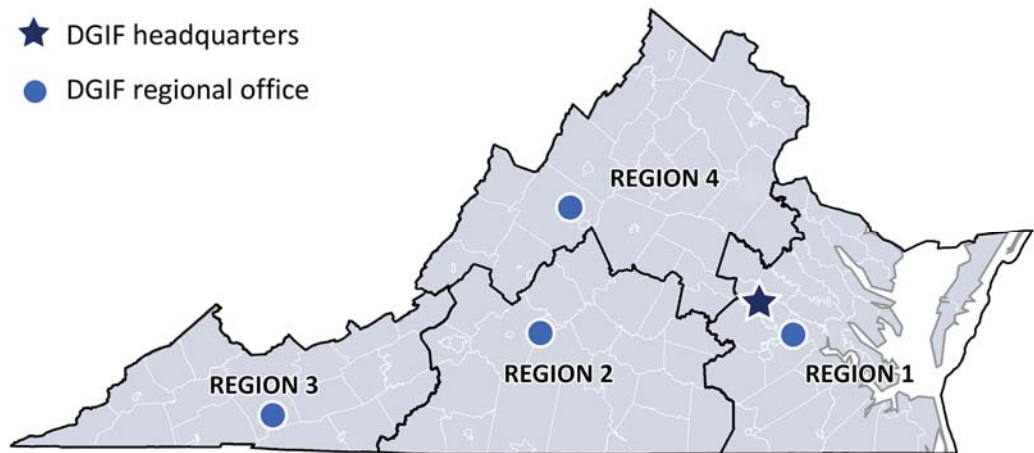 DGIF headquarters
DGIF regional office
REGION 4
REGION 3
REGION 2
REGION 1